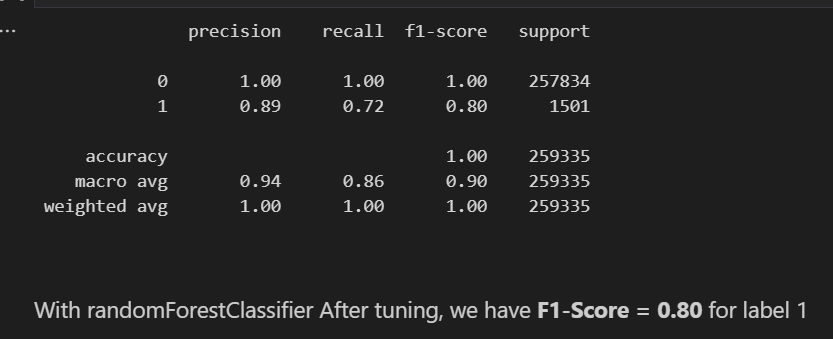 ...
precision recall f1-score support
0 1.00 1.00 1.00 257834
1 0.89 0.72 0.80 1501
accuracy 1.00 259335
macro avg 0.94 0.86 0.90 259335
weighted avg 1.00 1.00 1.00 259335
With randomForestClassifier After tuning, we have F1-Score = 0.80 for label 1